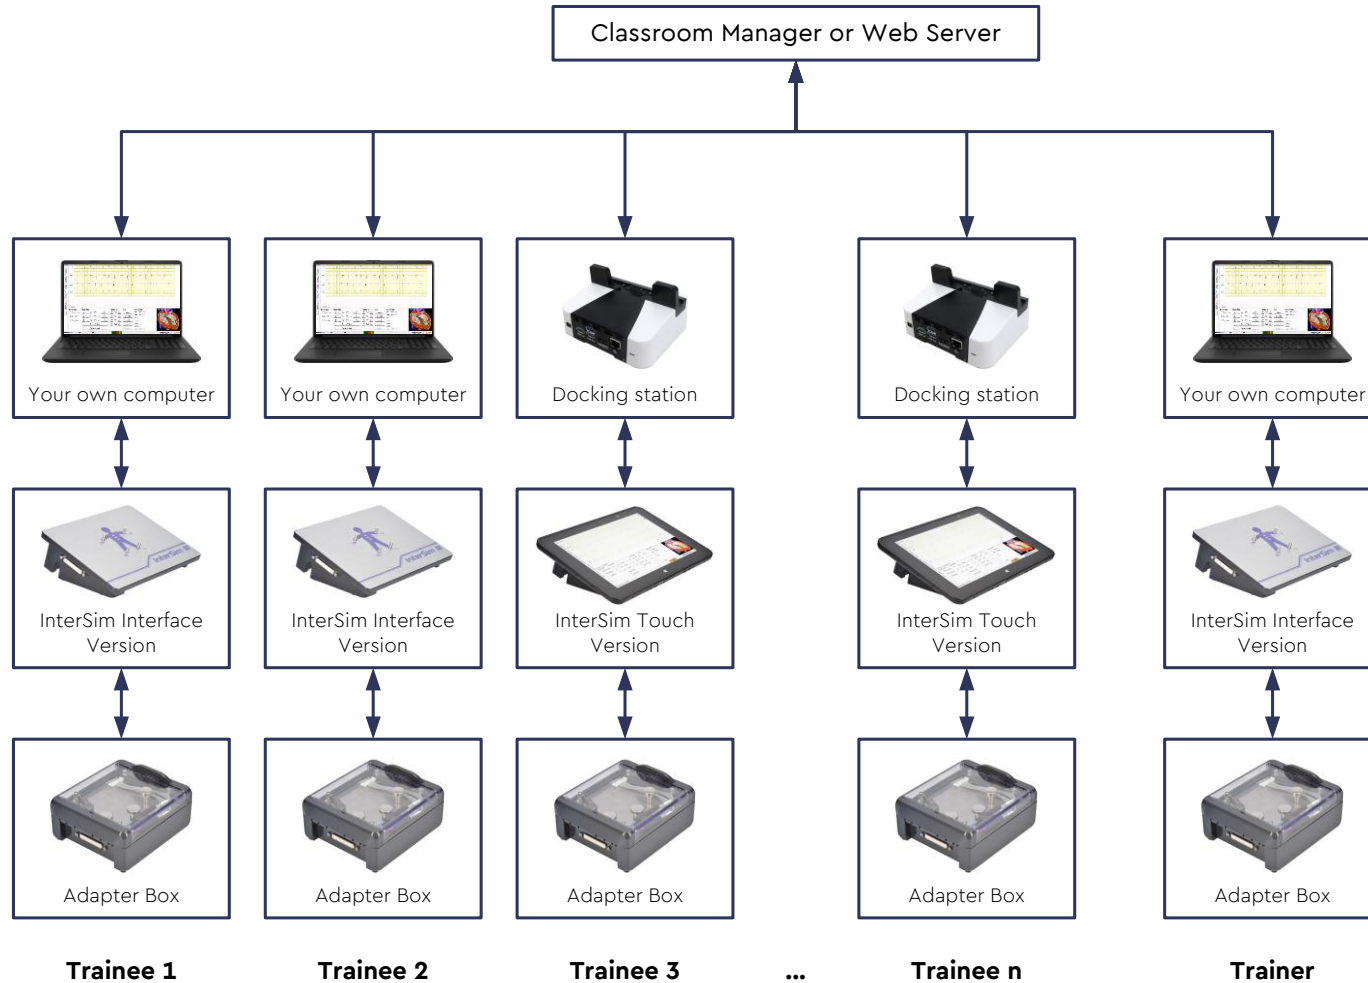 Classroom Manager or Web Server
Your own computer
Your own computer
Docking station
Docking station
Your own computer
InterSim Interface
Version
InterSim Interface
Version
InterSim Touch
Version
InterSim Touch
Version
InterSim Interface
Version
Adapter Box
Adapter Box
Adapter Box
Adapter Box
Adapter Box
Trainee 1
Trainee 2
Trainee 3
...
Trainee n
Trainer